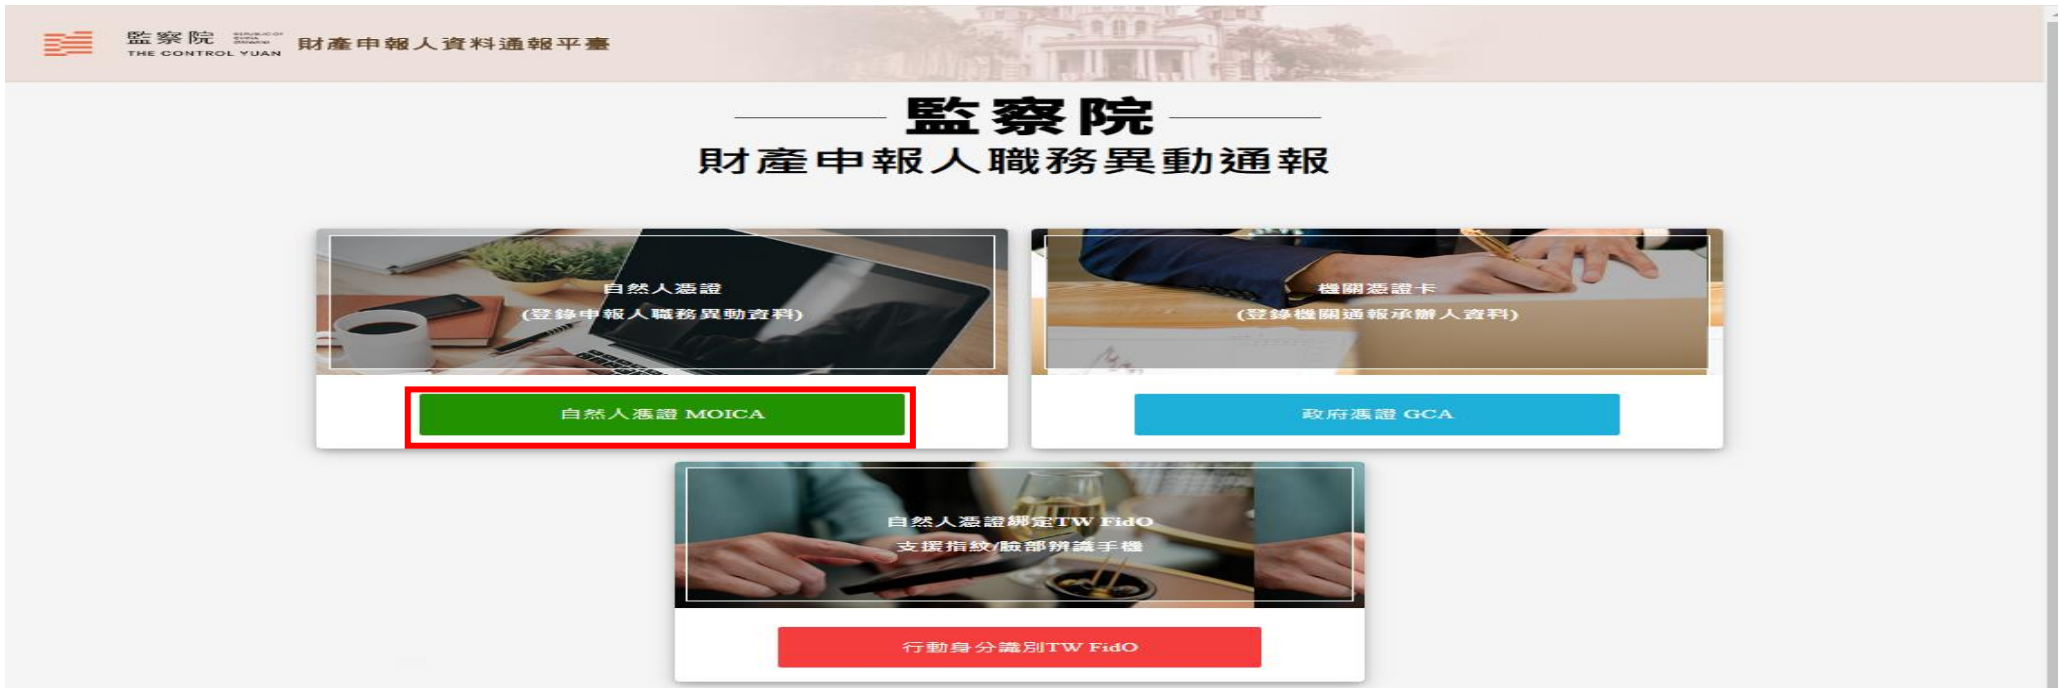 監察院
THE CONTROL YUAN
財產申報人資料通報平臺
監察院
財產申報人職務異動通報
自然人憑證
(登錄申報人職務異動資料)
機關憑證卡
(登錄機關通報承辦人資料)
自然人憑證 MOICA
政府憑證 GCA
自然人憑證綁定TW FidO
支援指紋/臉部辨識手機
行動身分識別TW FidO